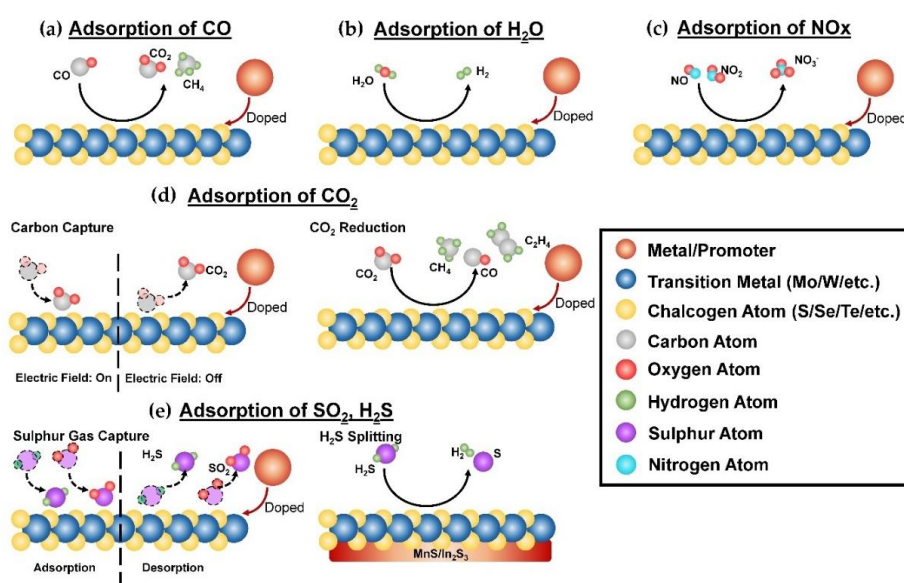 (a) Adsorption of CO
CO
CO2
CH4
Doped
(b) Adsorption of H2O
H2O
H2
Doped
(c) Adsorption of NOx
NO
NO2
NO3-
Doped
(d) Adsorption of CO2
Carbon Capture
CO2
Doped
Electric Field: On
Electric Field: Off
CO2 Reduction
CO2
CH4
CO
C2H4
Doped
(e) Adsorption of SO2, H2S
Sulphur Gas Capture
H2S
SO2
Doped
Adsorption
Desorption
H2S Splitting
H2S
H2
S
MnS/In2S3
Metal/Promoter
Transition Metal (Mo/W/etc.)
Chalcogen Atom (S/Se/Te/etc.)
Carbon Atom
Oxygen Atom
Hydrogen Atom
Sulphur Atom
Nitrogen Atom